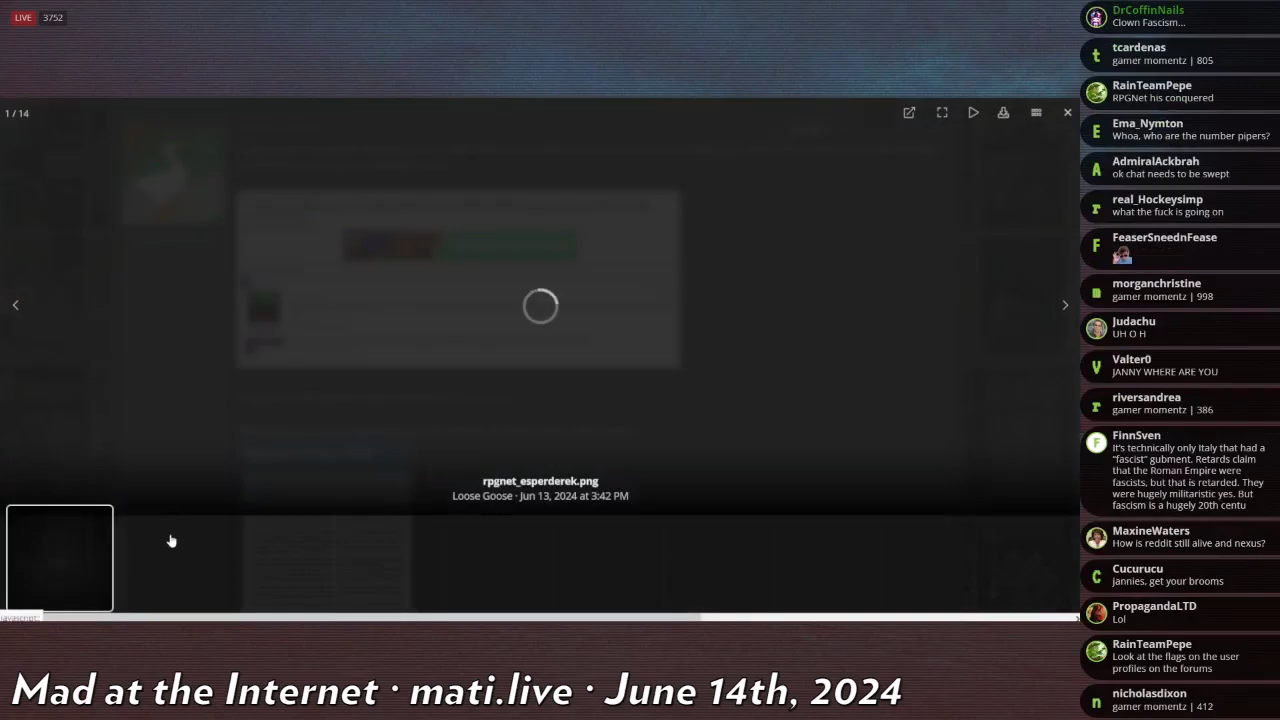 LIVE 3752
1 / 14
rpgnet_esperderek.png
Loose Goose · Jun 13, 2024 at 3:42 PM
Mad at the Internet · mati.live · June 14th, 2024
DrCoffinNails
Clown Fascism...
tcardenas
gamer momentz | 805
RainTeamPepe
RPGNet his conquered
Ema_Nymton
Whoa, who are the number pipers?
AdmiralAckbrah
ok chat needs to be swept
real_Hockeysimp
what the fuck is going on
FeaserSneednFease
morganchristine
gamer momentz | 998
Judachu
UH O H
Valter0
JANNY WHERE ARE YOU
riversandrea
gamer momentz | 386
FinnSven
It's technically only Italy that had a
"fascist" gubment. Retards claim
that the Roman Empire were
fascists, but that is retarded. They
were hugely militaristic yes. But
fascism is a hugely 20th centu
MaxineWaters
How is reddit still alive and nexus?
Cucurucu
Jannies, get your brooms
PropagandaLTD
Lol
RainTeamPepe
Look at the flags on the user
profiles on the forums
nicholasdixon
gamer momentz | 412